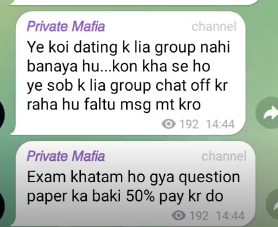 Private Mafia channel
Ye koi dating k lia group nahi
banaya hu...kon kha se ho
ye sob k lia group chat off kr
raha hu faltu msg mt kro
192 14:44
Private Mafia channel
Exam khatam ho gya question
paper ka baki 50% pay kr do
192 14:44